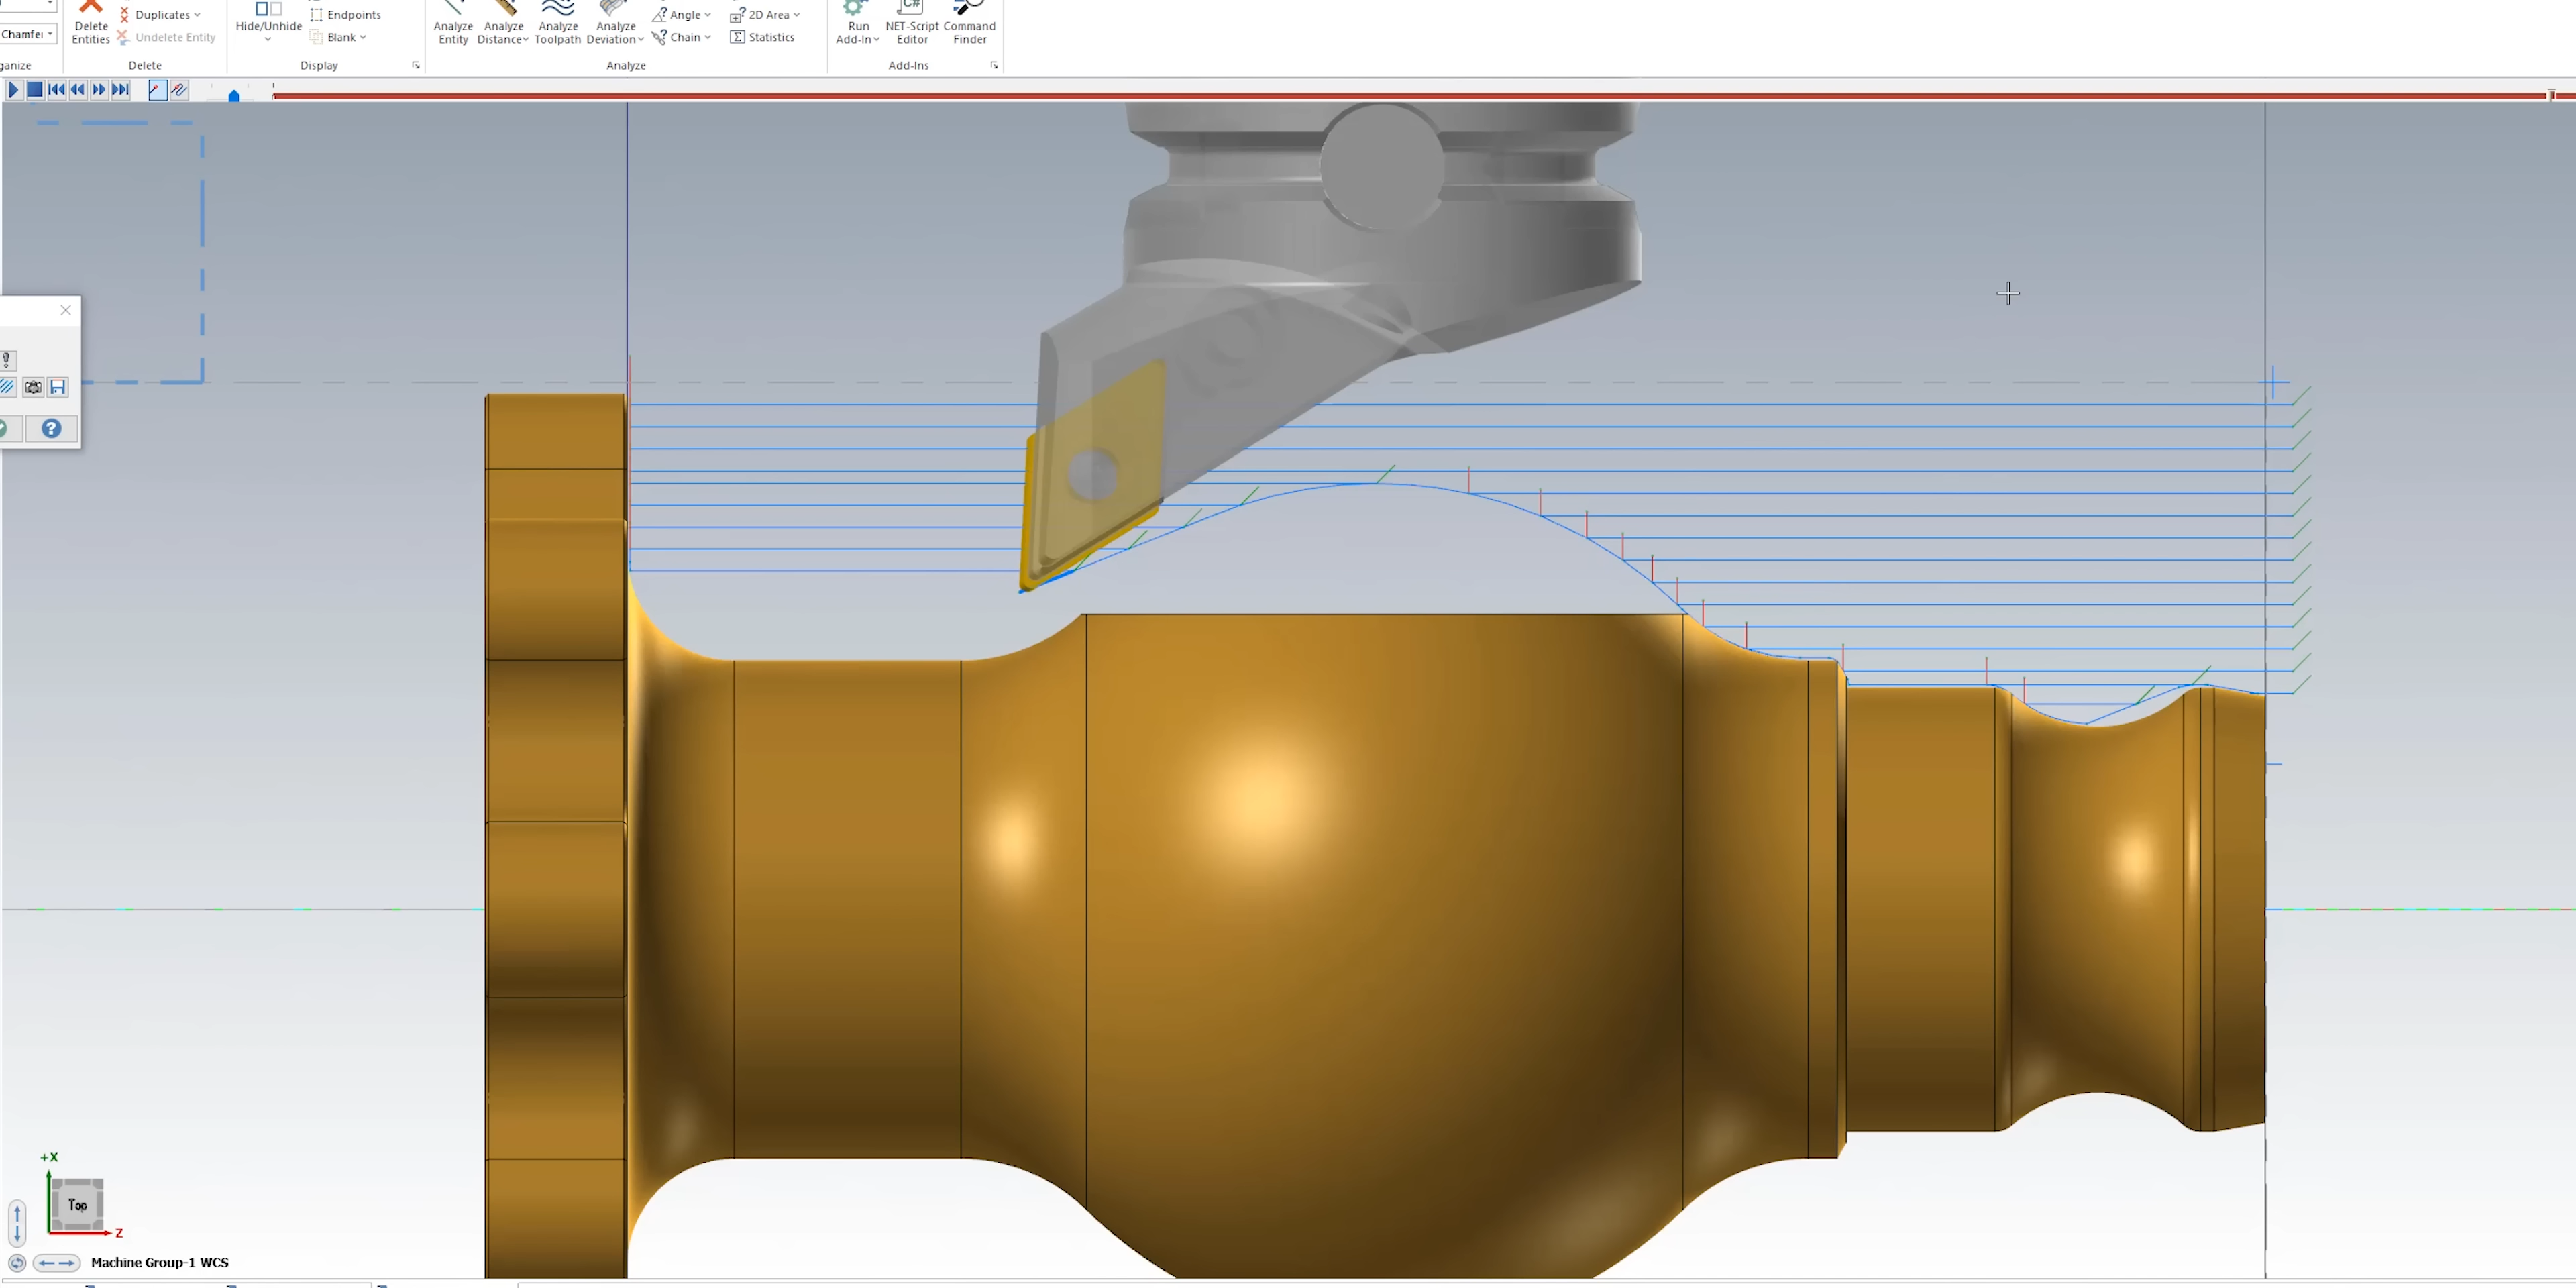 Duplicates
Endpoints
Angle
2D Area
Chamfe
Delete
Entities
Undelete Entity
Hide/Unhide
Blank
Analyze
Entity
Analyze
Distance
Analyze
Toolpath
Analyze
Deviation
Chain
Statistics
Run
Add-In
NET-Script
Editor
Command
Finder
ganize
Delete
Display
Analyze
Add-Ins
+X
Top
Z
Machine Group-1 WCS